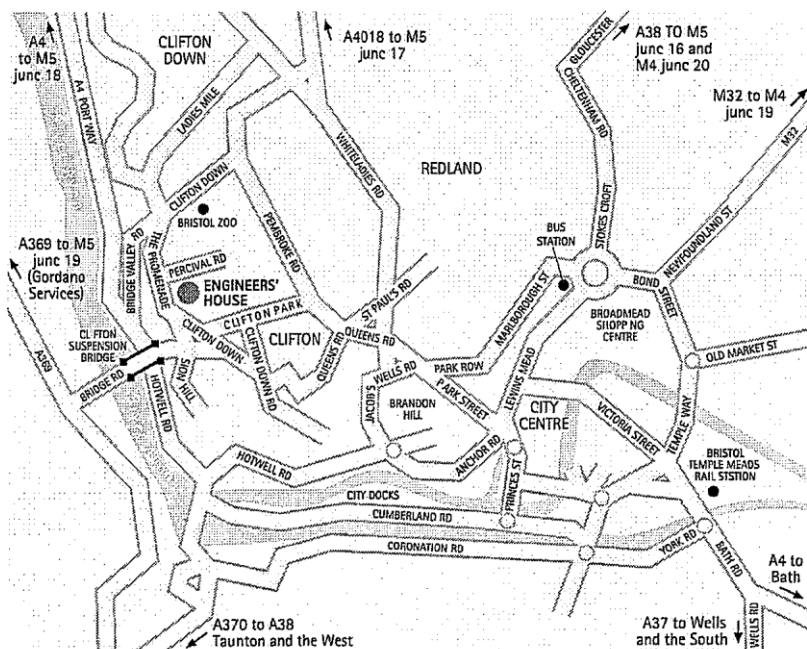 A4
to M5
junc 18
CLIFTON
DOWN
A4018 to M5
junc 17
GLOUCESTER
A38 TO M5
junc 16 and
M4 junc 20
M32 to M4
junc 19
A4 PORT WAY
LADIES MILE
WHITELADIES RD
CHELTENHAM RD
M32
REDLAND
CLIFTON DOWN
BRISTOL ZOO
PEMBROKE RD
STOKES CROFT
NEWFOUNDLAND ST
A369 to M5
junc 19
(Gordano
Services)
BRIDGE VALLEY RD
THE PROMENADE
PERCIVAL RD
ENGINEERS'
HOUSE
BUS
STATION
MARLBOROUGH ST
BOND STREET
BROADMEAD
SHOPPING
CENTRE
ST PAUL'S RD
CLIFTON PARK
CLIFTON
SUSPENSION
BRIDGE
CLIFTON DOWN
CLIFTON DOWN RD
CLIFTON
QUEENS RD
QUEENS RD
OLD MARKET ST
A369
BRIDGE RD
HOTWELL RD
SION
HILL
JACOB'S
WELLS RD
PARK ROW
PARK STREET
LEWINS MEAD
BRANDON
HILL
CITY
CENTRE
VICTORIA STREET
TEMPLE WAY
HOTWELL RD
ANCHOR RD
FRANCES ST
BRISTOL
TEMPLE MEADS
RAIL STATION
CITY DOCKS
CUMBERLAND RD
CORONATION RD
YORK RD
BATH RD
A4 to
Bath
A370 to A38
Taunton and the West
A37 to Wells
and the South
WELLS RD